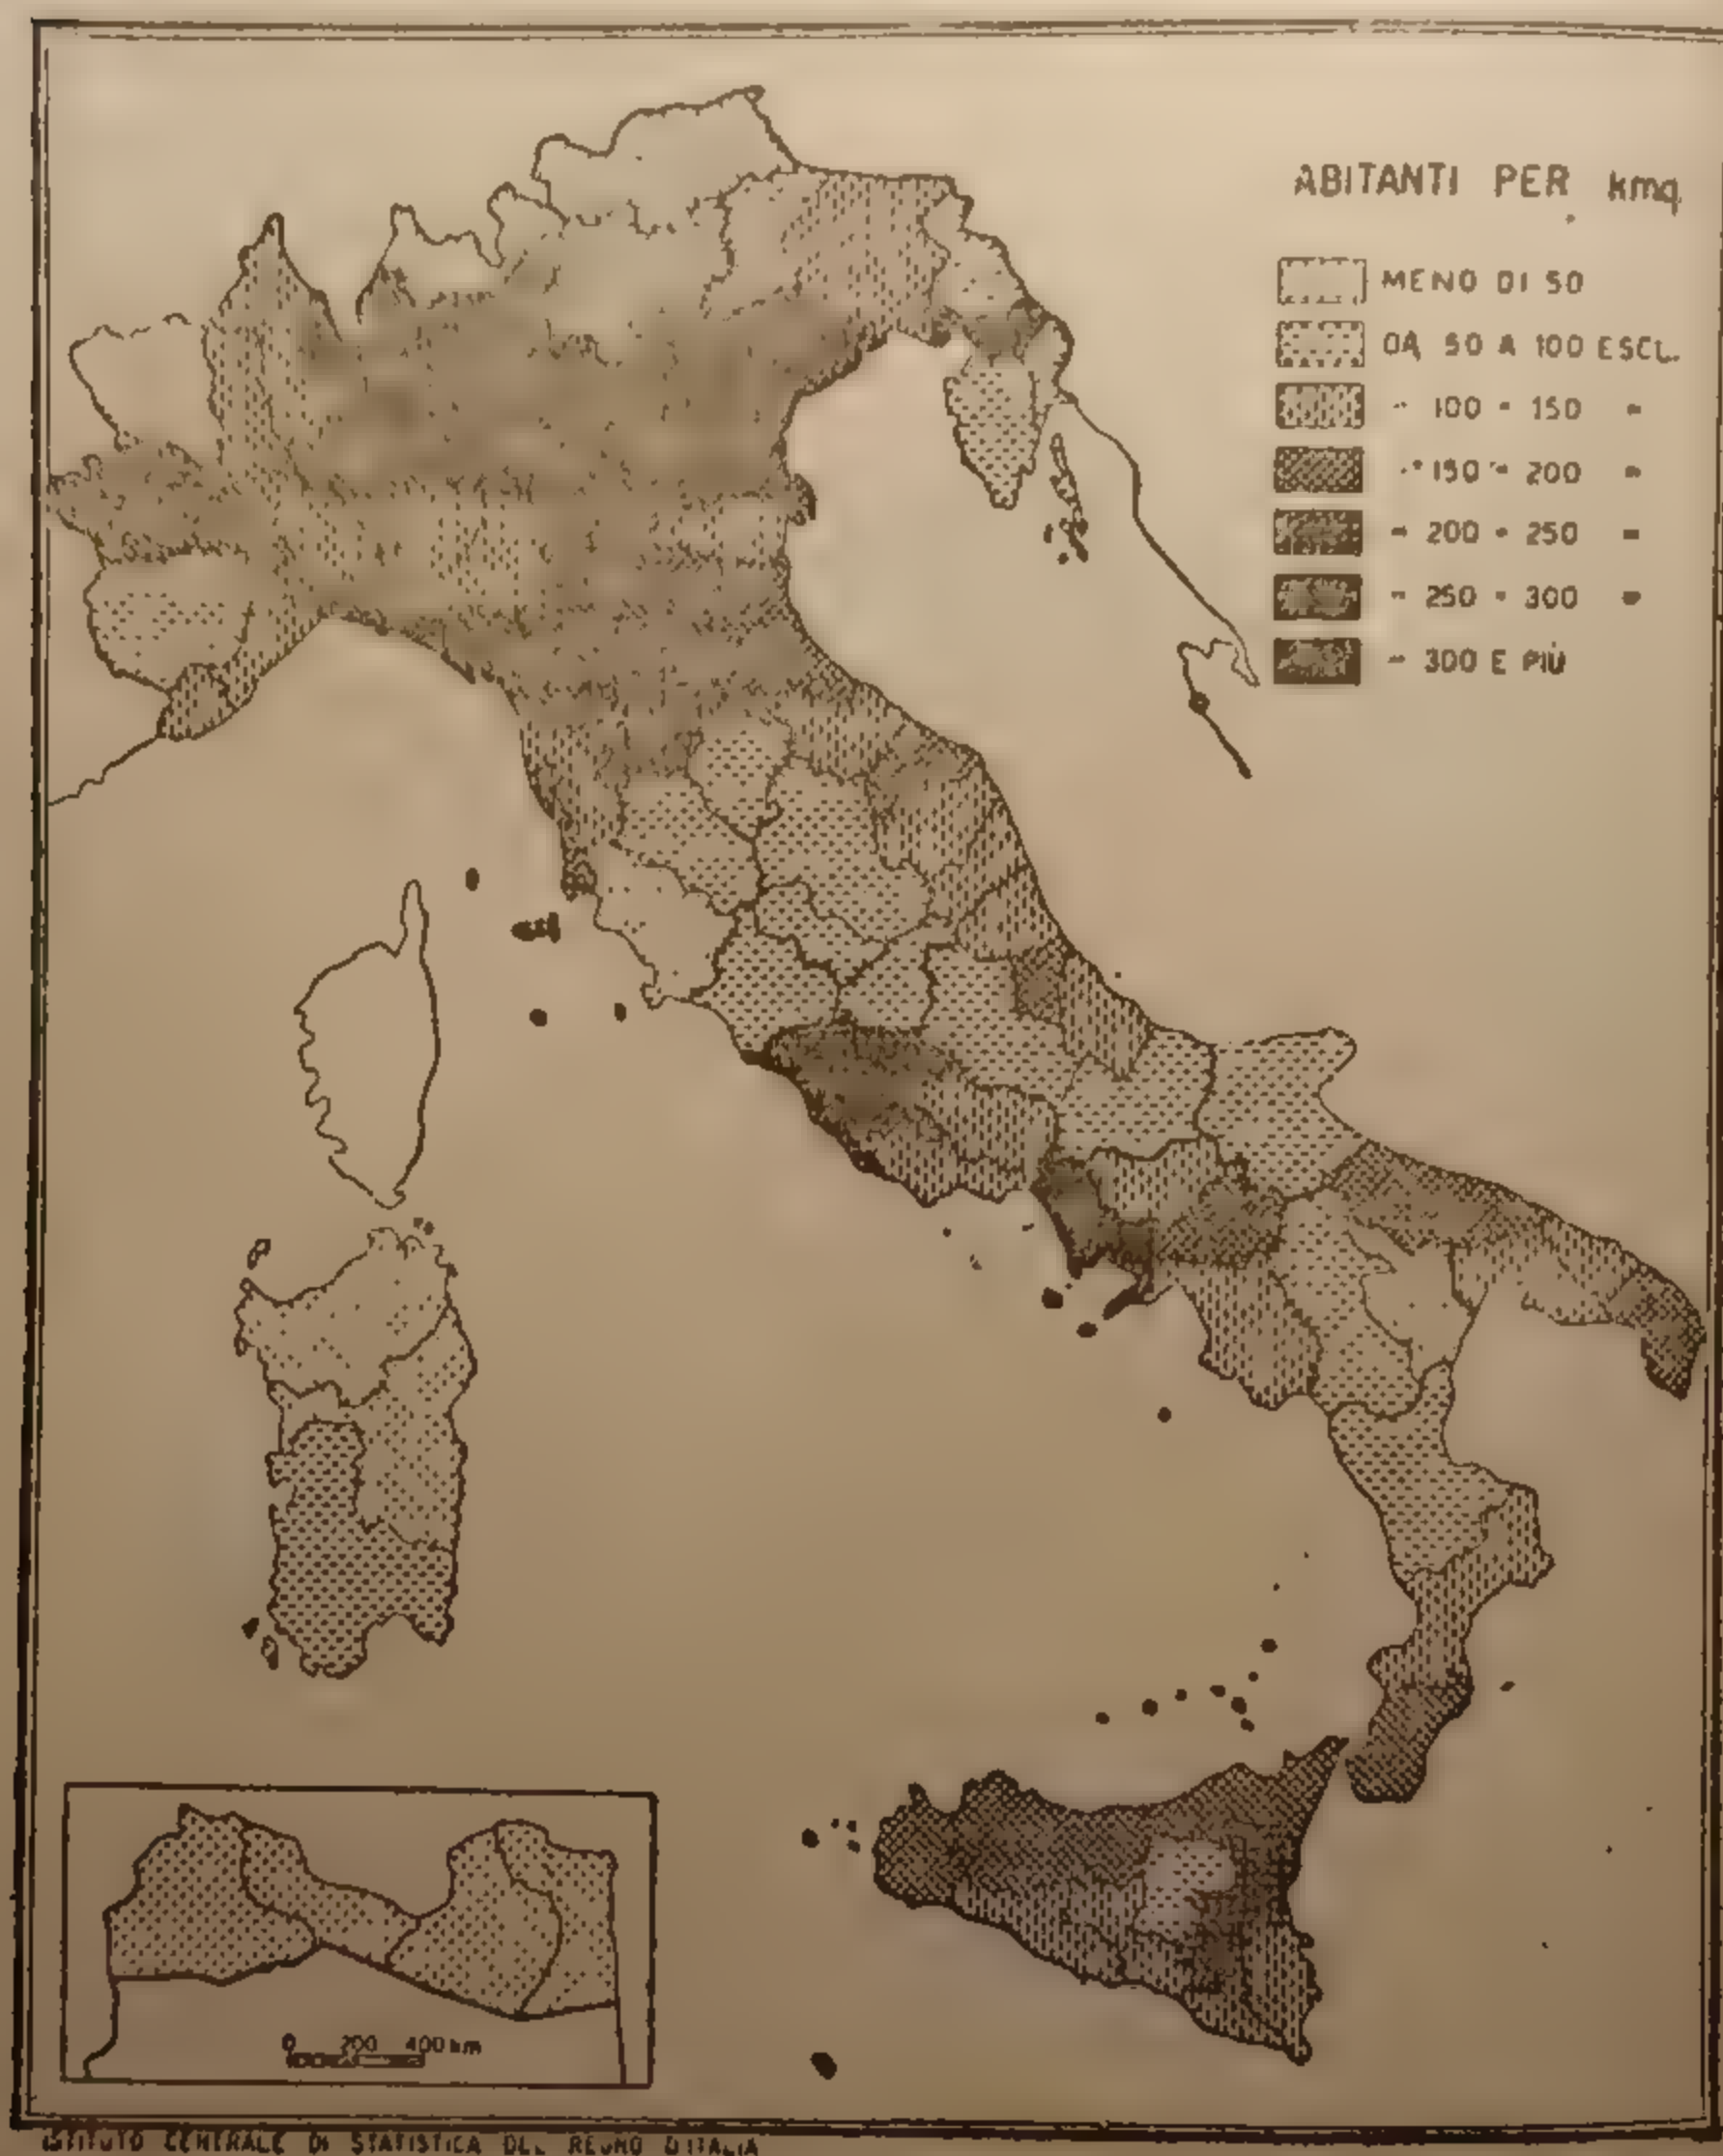 ABITANTI PER kmq
MENO DI 50
DA 50 A 100 ESCL.
" 100 " 150 "
" 150 " 200 "
" 200 " 250 "
" 250 " 300 "
" 300 E PIÙ
0 200 400 km
ISTITUTO CENTRALE DI STATISTICA DEL REGNO D'ITALIA